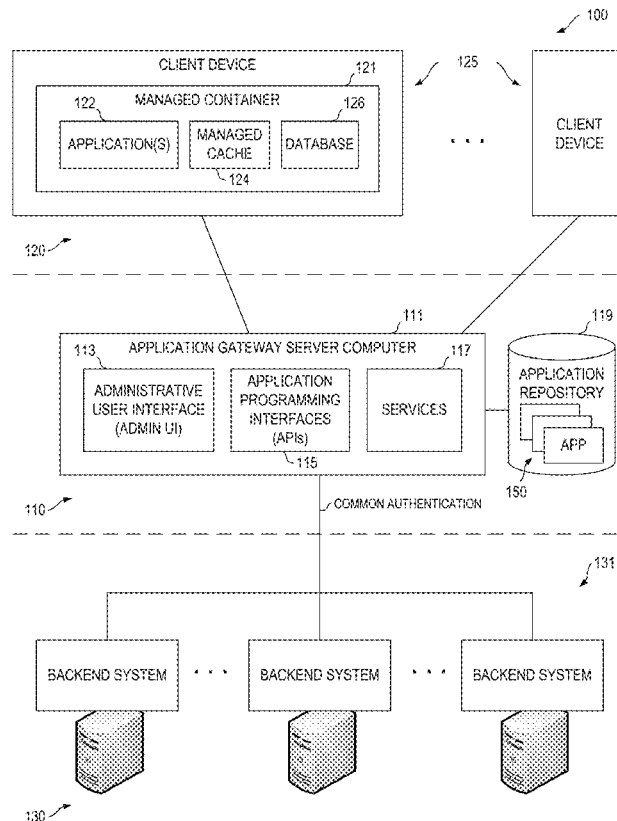 100
CLIENT DEVICE
121
125
MANAGED CONTAINER
122
126
APPLICATION(S)
MANAGED
CACHE
DATABASE
124
CLIENT
DEVICE
120
111
119
APPLICATION GATEWAY SERVER COMPUTER
113
117
ADMINISTRATIVE
USER INTERFACE
(ADMIN UI)
APPLICATION
PROGRAMMING
INTERFACES
(APIs)
SERVICES
115
APPLICATION
REPOSITORY
APP
150
110
COMMON AUTHENTICATION
131
BACKEND SYSTEM
BACKEND SYSTEM
BACKEND SYSTEM
130